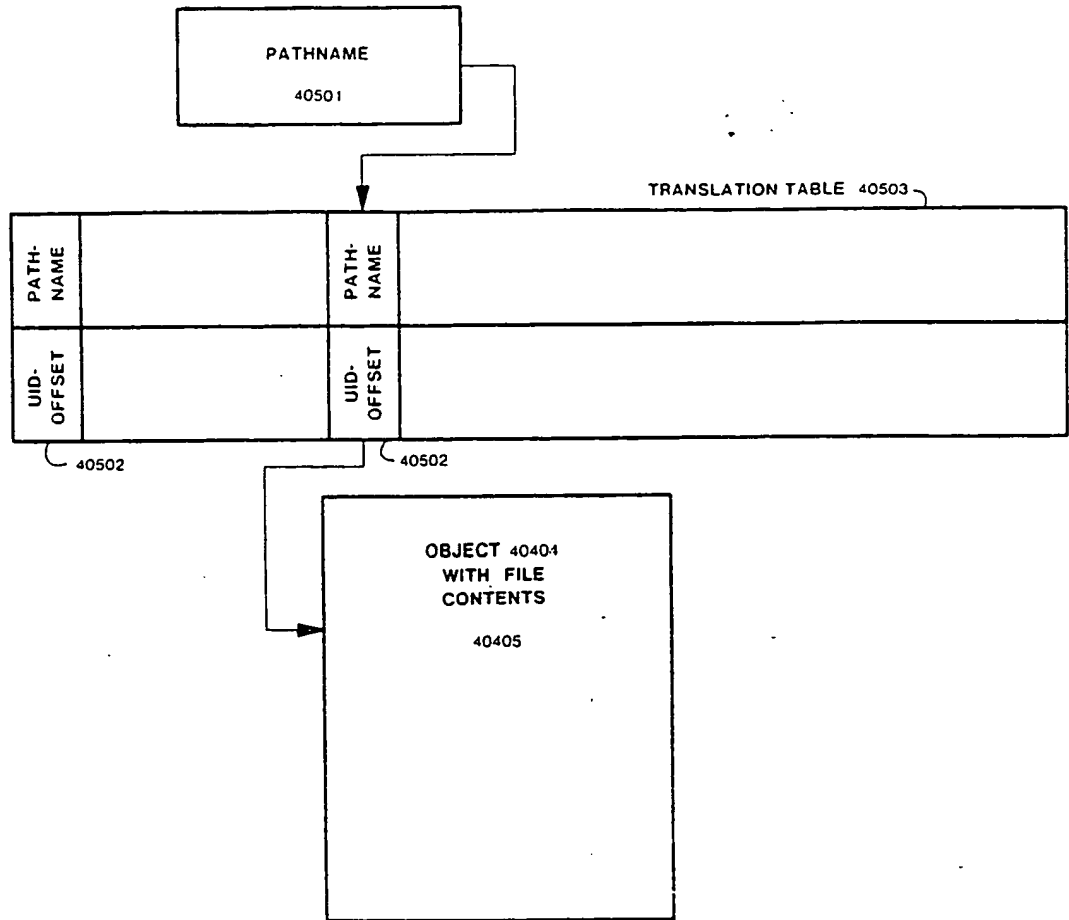 PATHNAME
40501
TRANSLATION TABLE 40503
PATH-
NAME
PATH-
NAME
UID-
OFFSET
UID-
OFFSET
40502
40502
OBJECT 40404
WITH FILE
CONTENTS
40405